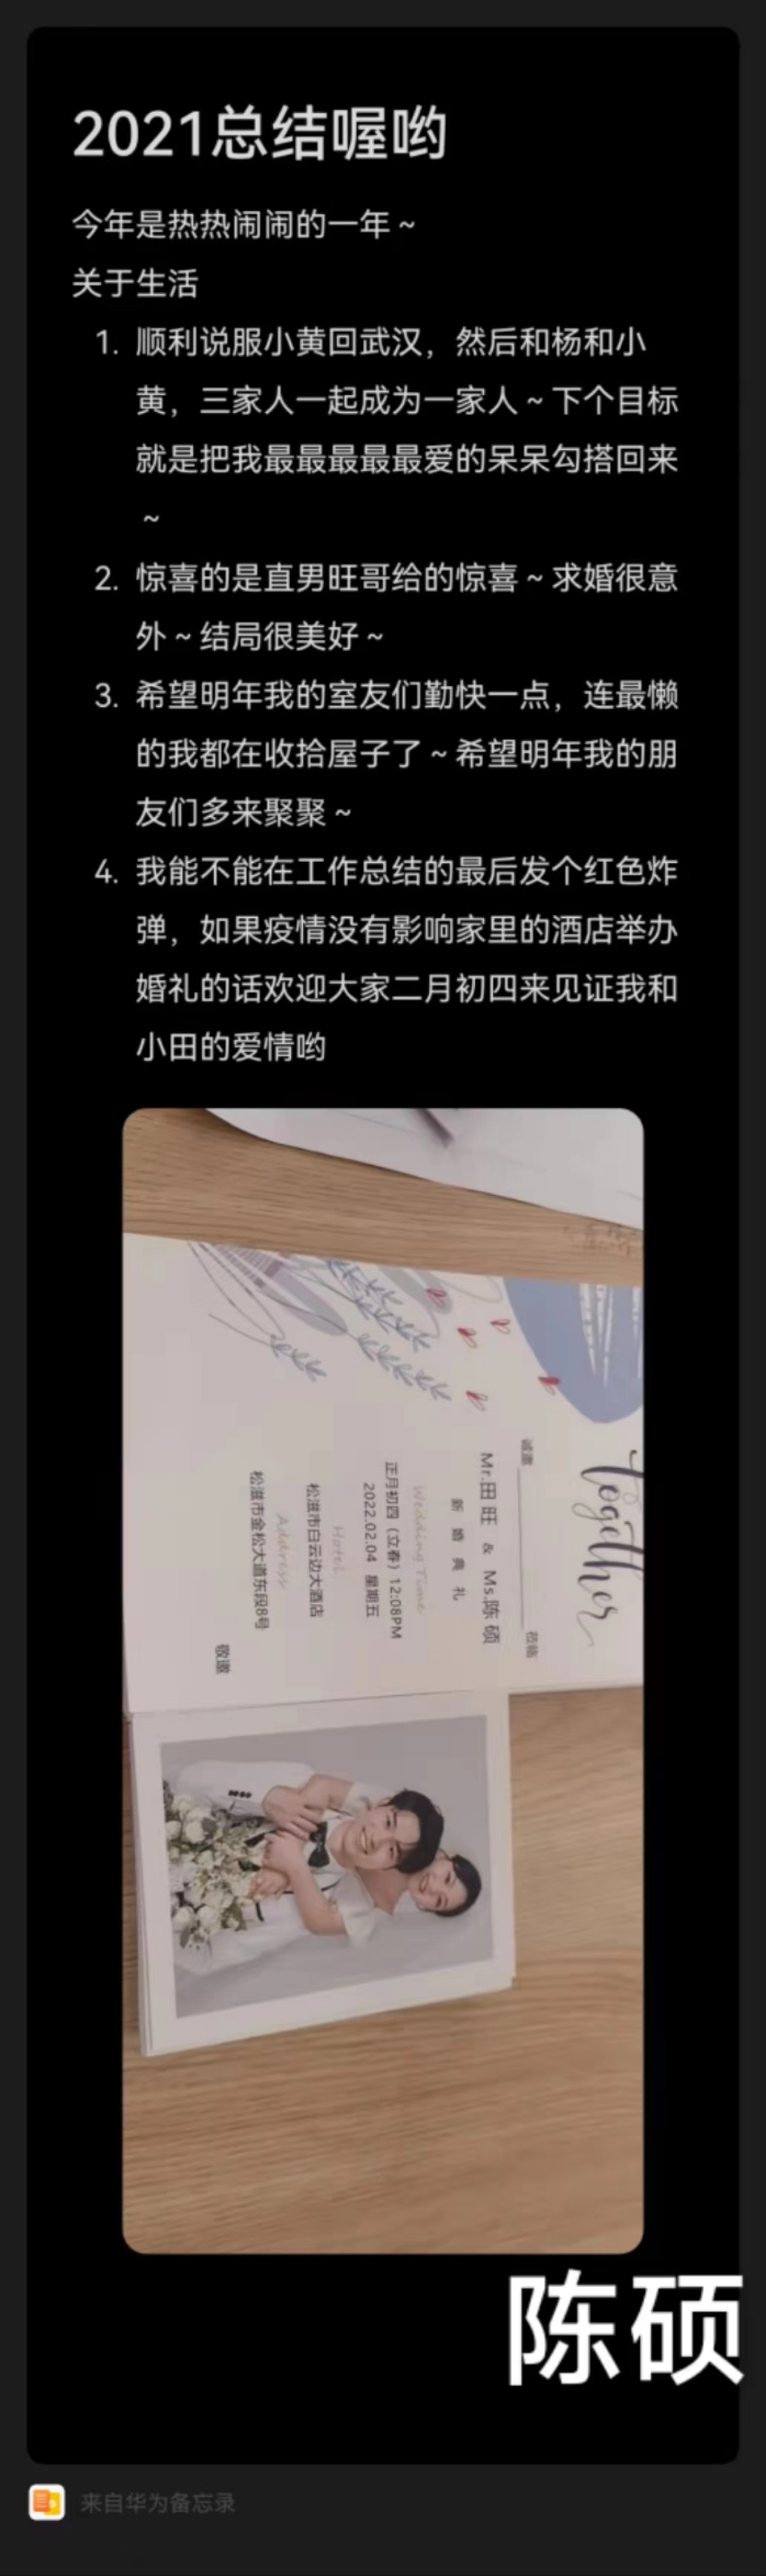 2021总结喔哟
今年是热热闹闹的一年~
关于生活
1. 顺利说服小黄回武汉，然后和杨和小
黄，三家人一起成为一家人~下个目标
就是把我最最最最最爱的呆呆勾搭回来
~
2. 惊喜的是直男旺哥给的惊喜~求婚很意
外~结局很美好~
3. 希望明年我的室友们勤快一点，连最懒
的我都在收拾屋子了~希望明年我的朋
友们多来聚聚~
4. 我能不能在工作总结的最后发个红色炸
弹，如果疫情没有影响家里的酒店举办
婚礼的话欢迎大家二月初四来见证我和
小田的爱情哟
together
诚邀 莅临
Mr.田旺 & Ms.陈硕
新婚典礼
Wedding Time
正月初四（立春）12:08PM
2022.02.04 星期五
Hotel
松滋市白云边大酒店
Address
松滋市金松大道东段8号
敬邀
陈硕
来自华为备忘录